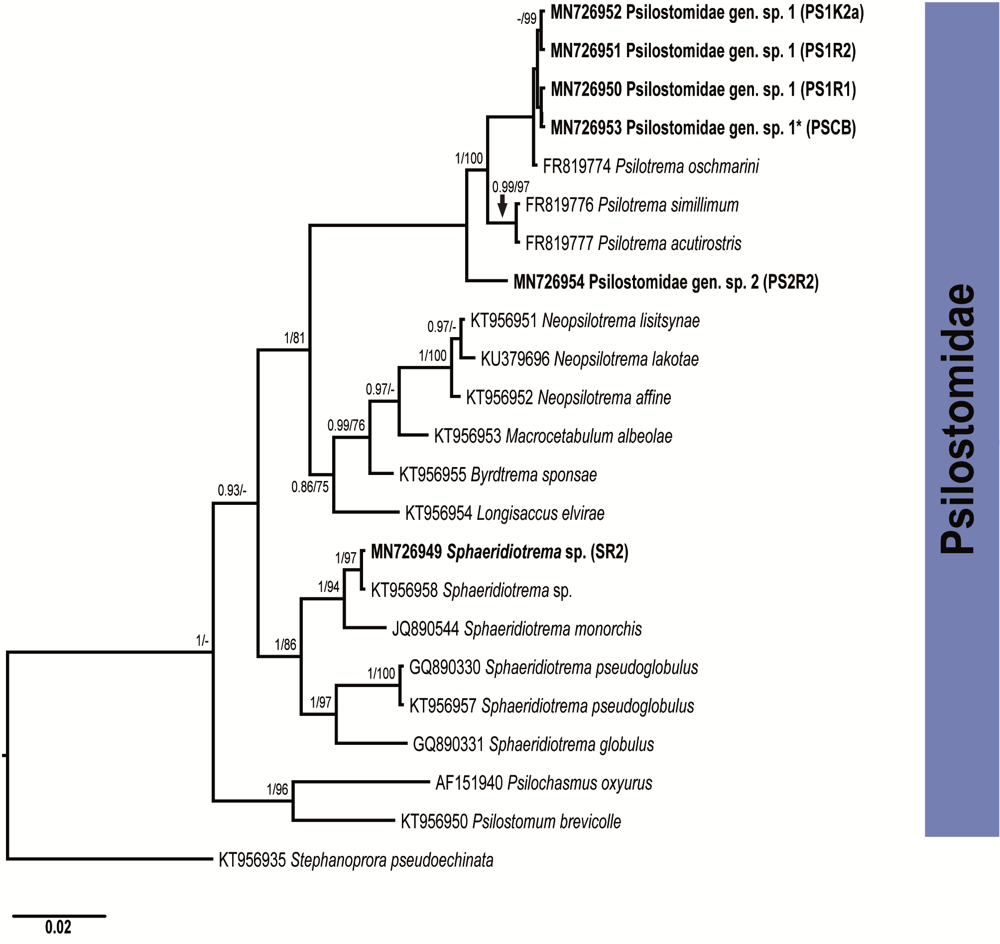 -/99
MN726952 Psilostomidae gen. sp. 1 (PS1K2a)
MN726951 Psilostomidae gen. sp. 1 (PS1R2)
MN726950 Psilostomidae gen. sp. 1 (PS1R1)
MN726953 Psilostomidae gen. sp. 1* (PSCB)
1/100
FR819774 Psilotrema oschmarini
0.99/97
FR819776 Psilotrema simillimum
FR819777 Psilotrema acutirostris
MN726954 Psilostomidae gen. sp. 2 (PS2R2)
Psilostomidae
KT956951 Neopsilotrema lisitsynae
0.97/-
1/81
KU379696 Neopsilotrema lakotae
1/100
0.97/-
KT956952 Neopsilotrema affine
0.99/76
KT956953 Macrocetabulum albeolae
KT956955 Byrdtrema sponsae
0.86/75
0.93/-
KT956954 Longisaccus elvirae
MN726949 Sphaeridiotrema sp. (SR2)
1/97
1/94
KT956958 Sphaeridiotrema sp.
JQ890544 Sphaeridiotrema monorchis
1/-
1/86
GQ890330 Sphaeridiotrema pseudoglobulus
1/100
1/97
KT956957 Sphaeridiotrema pseudoglobulus
GQ890331 Sphaeridiotrema globulus
AF151940 Psilochasmus oxyurus
1/96
KT956950 Psilostomum brevicolle
KT956935 Stephanoprora pseudoechinata
0.02